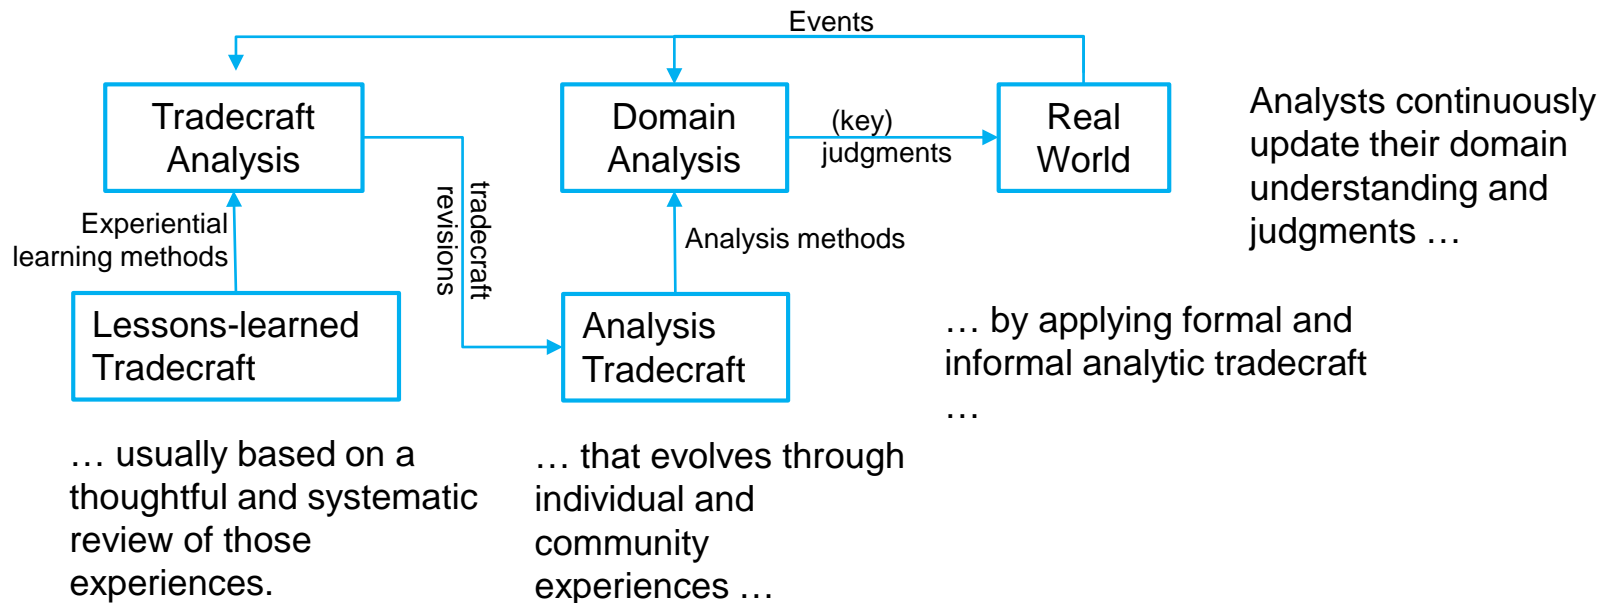 Events
Tradecraft
Analysis
Domain
Analysis
(key)
judgments
Real
World
Analysts continuously
update their domain
understanding and
judgments …
Experiential
learning methods
tradecraft
revisions
Analysis methods
Lessons-learned
Tradecraft
Analysis
Tradecraft
… by applying formal and
informal analytic tradecraft
…
… that evolves through
individual and
community
experiences …
… usually based on a
thoughtful and systematic
review of those
experiences.